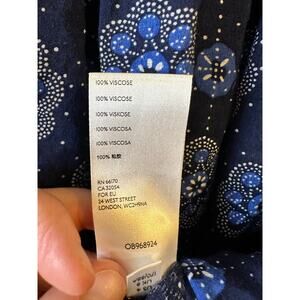 100% VISCOSE
100% VISCOSE
100% VISKOSE
100% VISCOSA
100% VISCOSA
100% 粘胶
RN 66170
CA 32054
FOR EU
24 WEST STREET
LONDON, WC2H9NA
OB968924